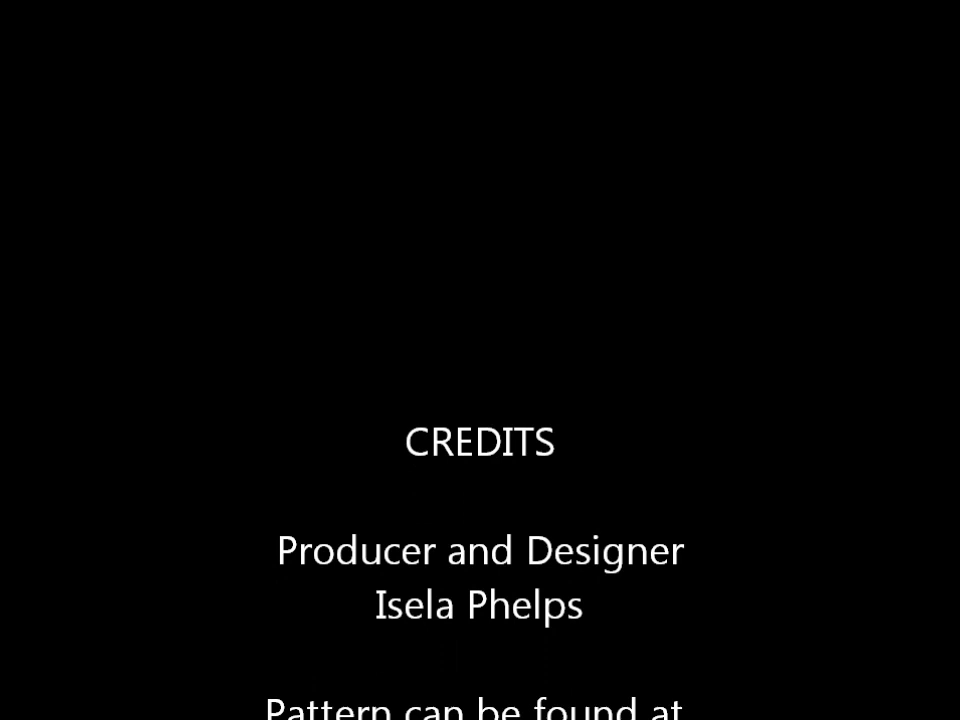 CREDITS
Producer and Designer
Isela Phelps
Pattern can be found at